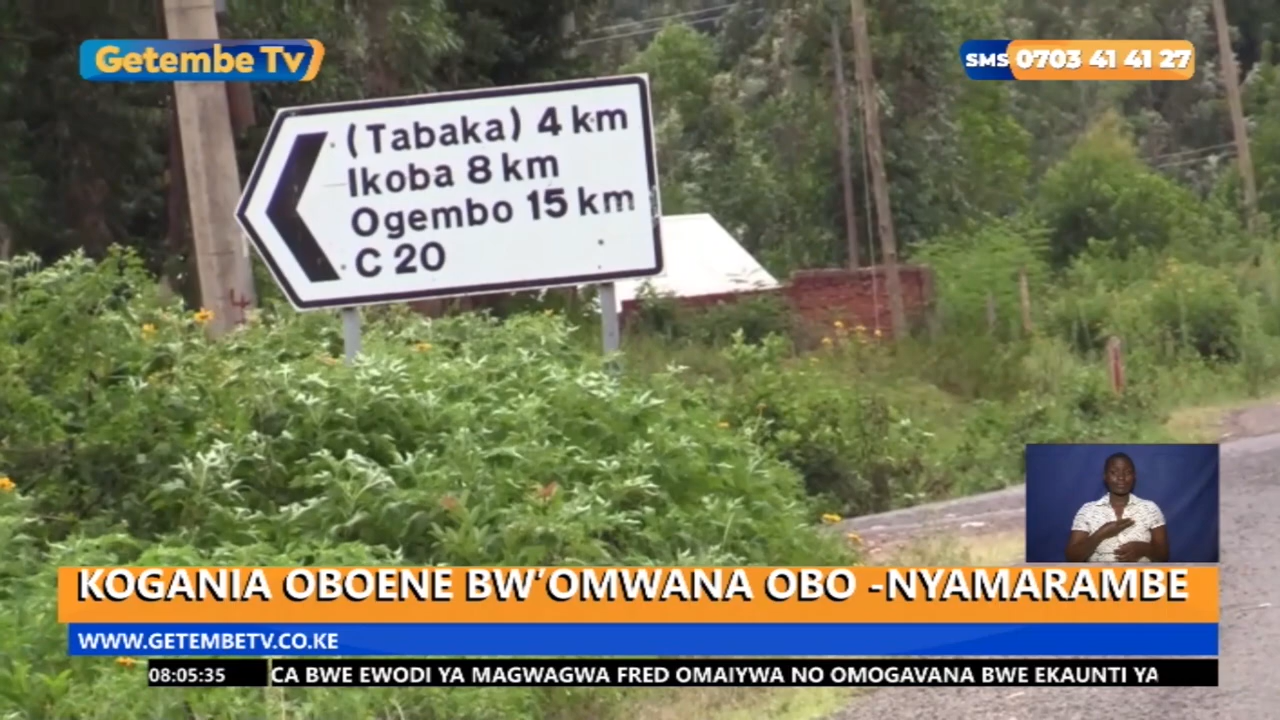 Getembe Tv
SMS 0703 41 41 27
(Tabaka) 4 km
Ikoba 8 km
Ogembo 15 km
C 20
KOGANIA OBOENE BW'OMWANA OBO -NYAMARAMBE
WWW.GETEMBETV.CO.KE
08:05:35 CA BWE EWODI YA MAGWAGWA FRED OMAIYWA NO OMOGAVANA BWE EKAUNTI YA